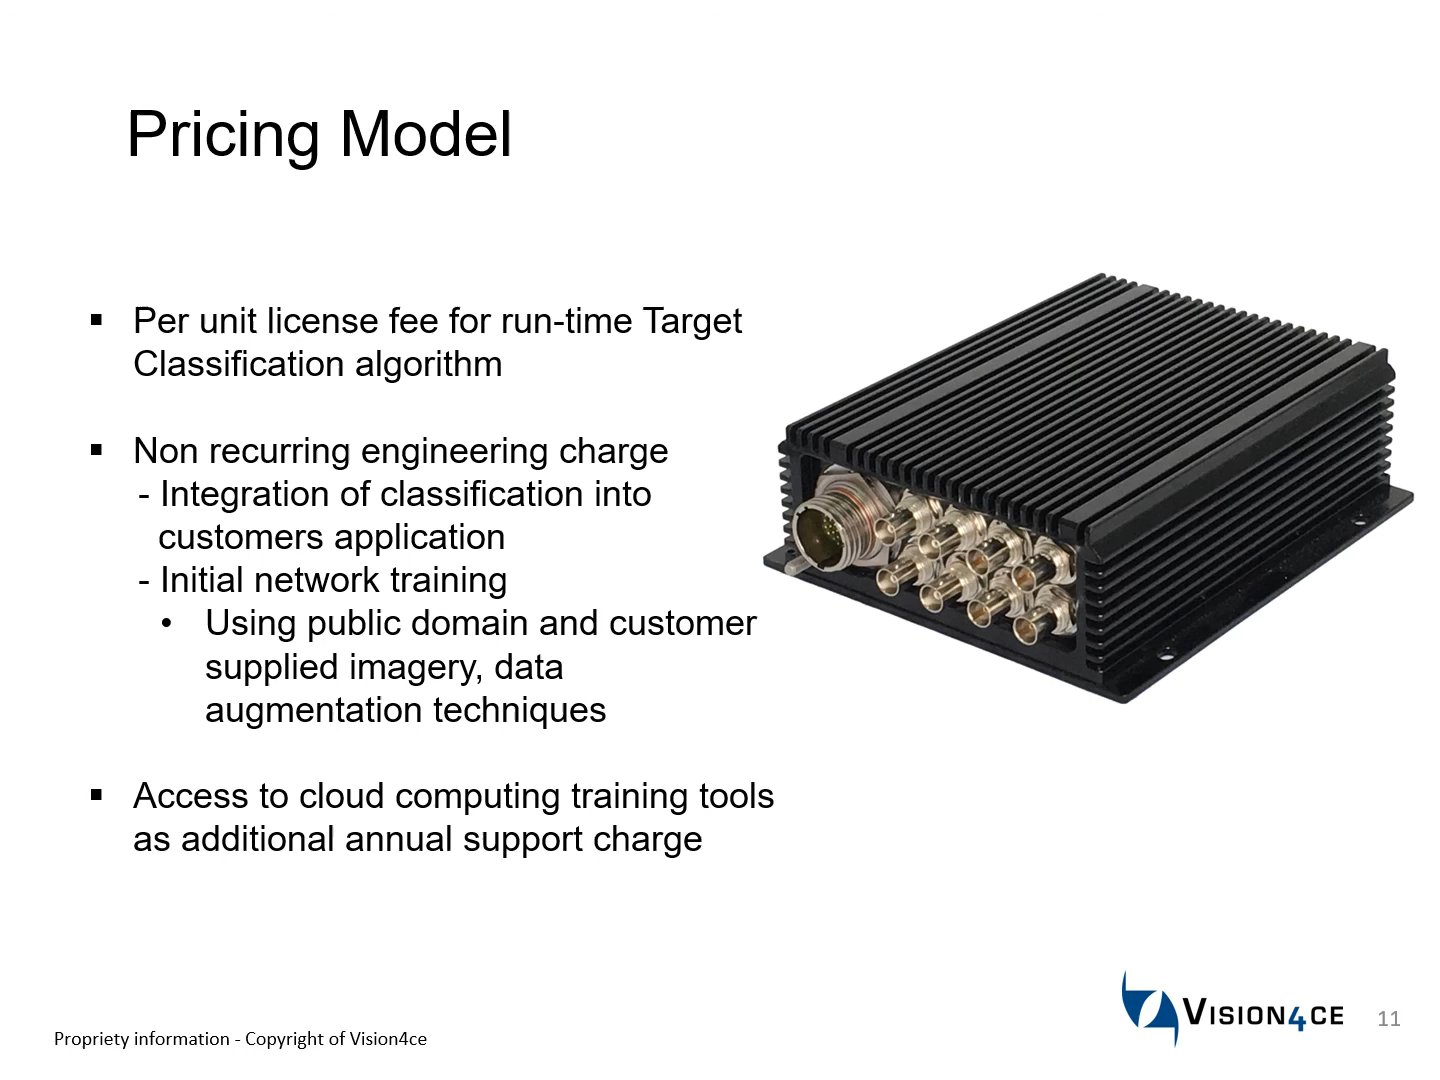 Pricing Model
▪ Per unit license fee for run-time Target
Classification algorithm
▪ Non recurring engineering charge
- Integration of classification into
customers application
- Initial network training
• Using public domain and customer
supplied imagery, data
augmentation techniques
▪ Access to cloud computing training tools
as additional annual support charge
Propriety information - Copyright of Vision4ce
VISION4CE
11